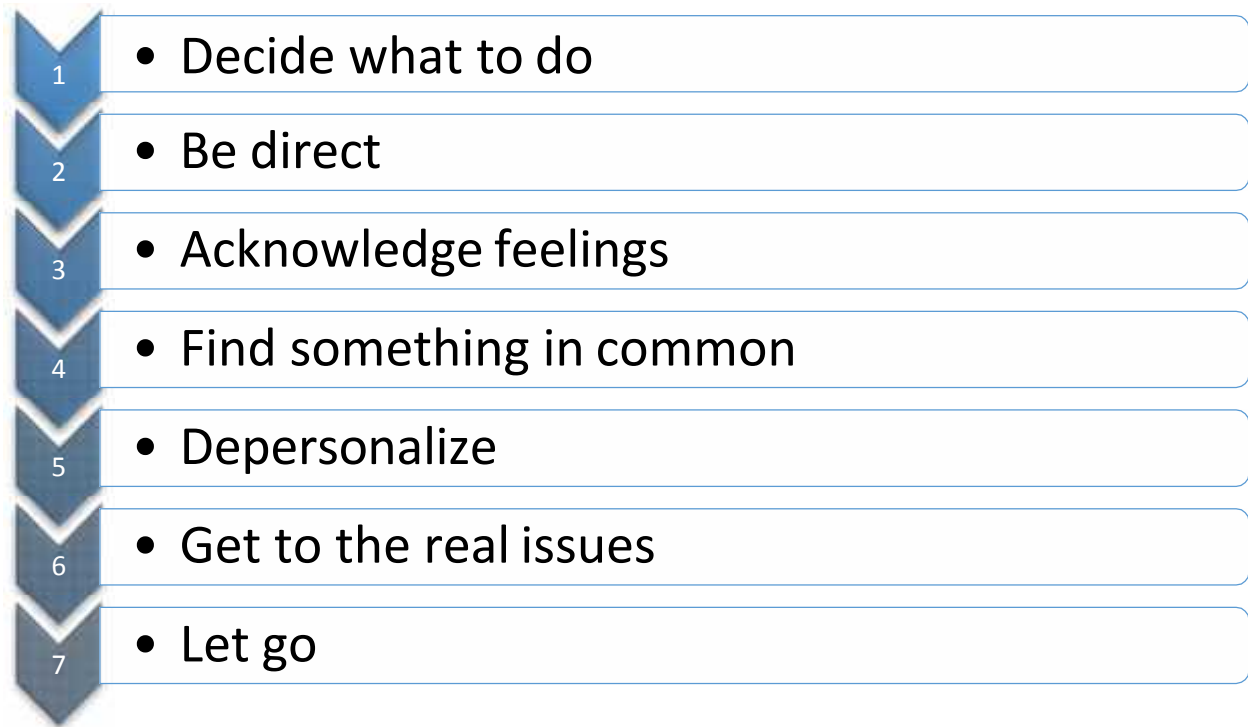 1 • Decide what to do
2 • Be direct
3 • Acknowledge feelings
4 • Find something in common
5 • Depersonalize
6 • Get to the real issues
7 • Let go